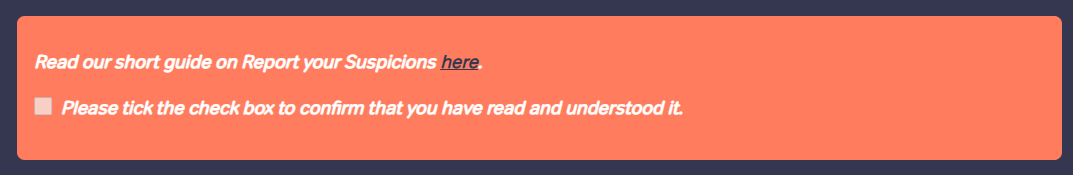 Read our short guide on Report your Suspicions here.
Please tick the check box to confirm that you have read and understood it.